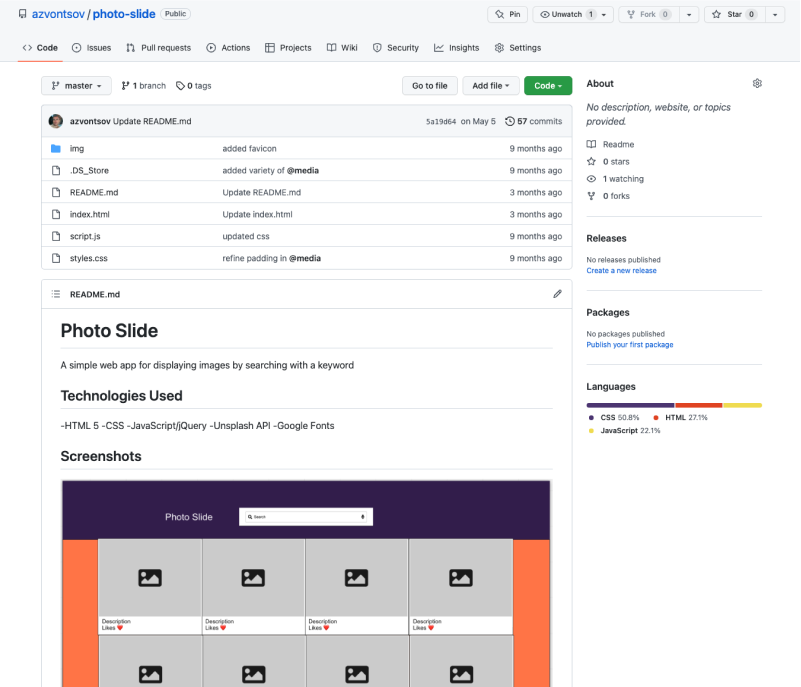 azvontsov / photo-slide Public
Pin Unwatch 1 Fork 0 Star 0
Code Issues Pull requests Actions Projects Wiki Security Insights Settings
master 1 branch 0 tags Go to file Add file Code
azvontsov Update README.md 5a19d64 on May 5 57 commits
img added favicon 9 months ago
.DS_Store added variety of @media 9 months ago
README.md Update README.md 3 months ago
index.html Update index.html 3 months ago
script.js updated css 9 months ago
styles.css refine padding in @media 9 months ago
README.md
Photo Slide
A simple web app for displaying images by searching with a keyword
Technologies Used
-HTML 5 -CSS -JavaScript/jQuery -Unsplash API -Google Fonts
Screenshots
Photo Slide Search
Description Description Description Description
Likes ❤️ Likes ❤️ Likes ❤️ Likes ❤️
About
No description, website, or topics
provided.
Readme
0 stars
1 watching
0 forks
Releases
No releases published
Create a new release
Packages
No packages published
Publish your first package
Languages
CSS 50.8% HTML 27.1%
JavaScript 22.1%